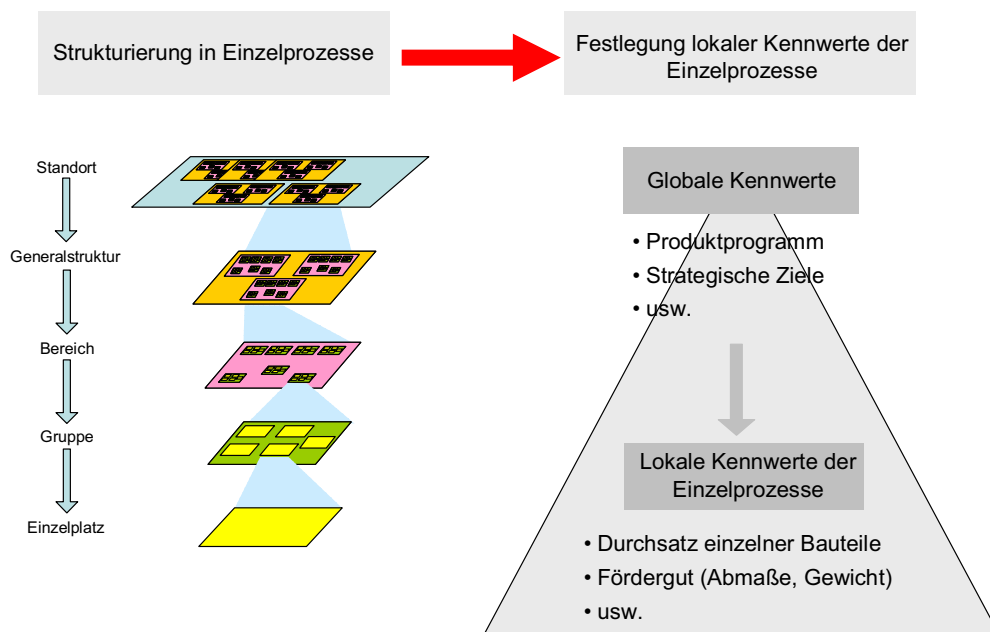 Strukturierung in Einzelprozesse
Festlegung lokaler Kennwerte der
Einzelprozesse
Standort
Generalstruktur
Bereich
Gruppe
Einzelplatz
Globale Kennwerte
• Produktprogramm
• Strategische Ziele
• usw.
Lokale Kennwerte der
Einzelprozesse
• Durchsatz einzelner Bauteile
• Fördergut (Abmaße, Gewicht)
• usw.